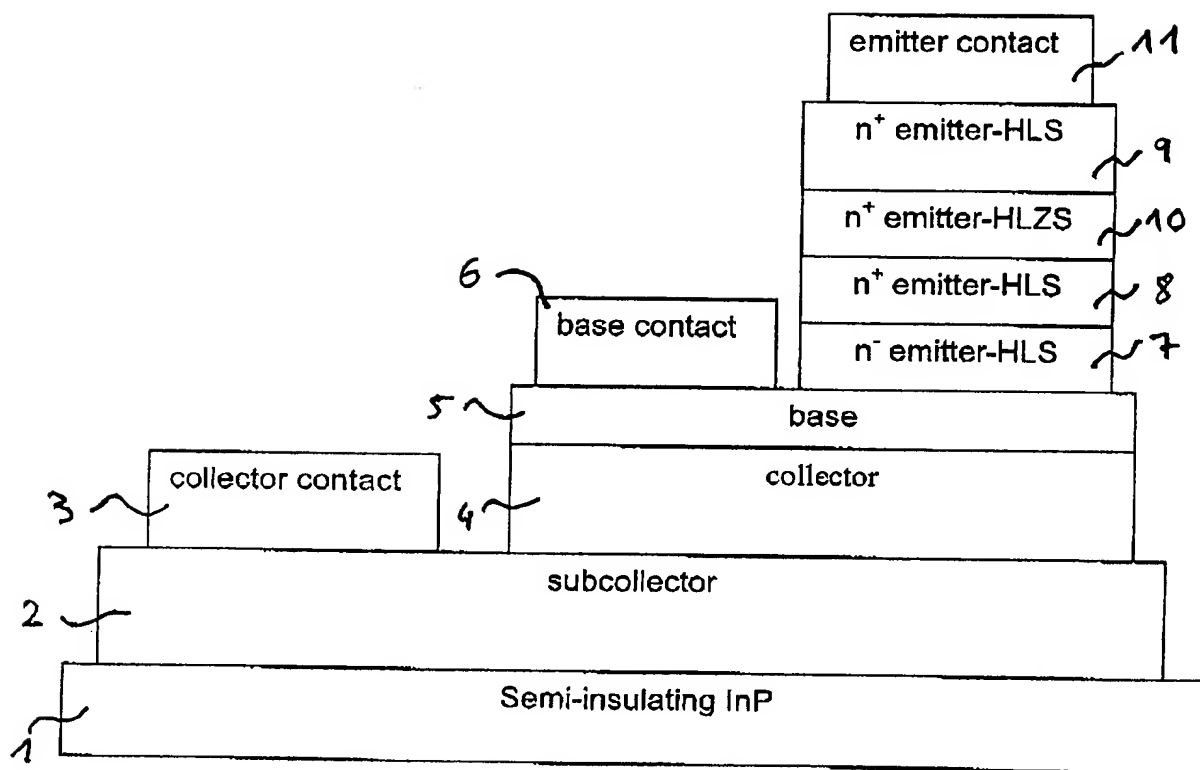 emitter contact 11
n⁺ emitter-HLS 9
n⁺ emitter-HLZS 10
6
n⁺ emitter-HLS 8
base contact
n⁻ emitter-HLS 7
5 base
collector contact
collector
3
4
subcollector
2
Semi-insulating InP
1